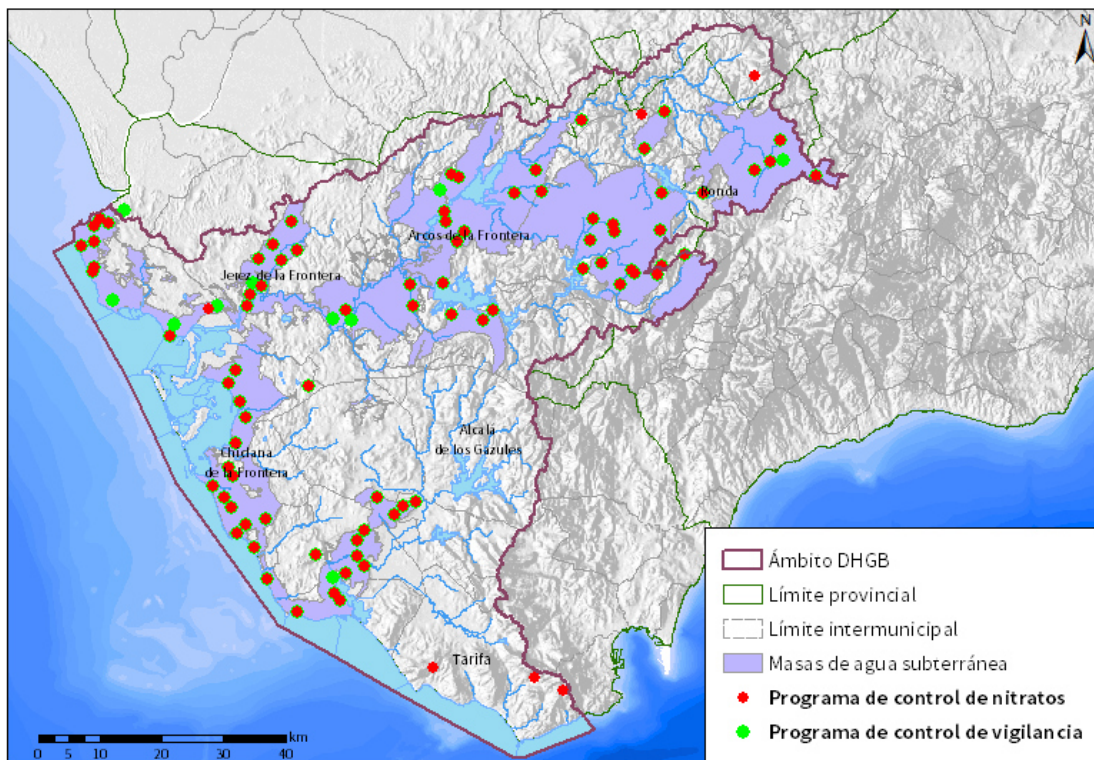 N
Ronda
Arcos de la Frontera
Jerez de la Frontera
Alcala
de los Gazules
Chiclana
de la Frontera
Tarifa
km
0 5 10 20 30 40
Ámbito DHGB
Límite provincial
Límite intermunicipal
Masas de agua subterránea
Programa de control de nitratos
Programa de control de vigilancia